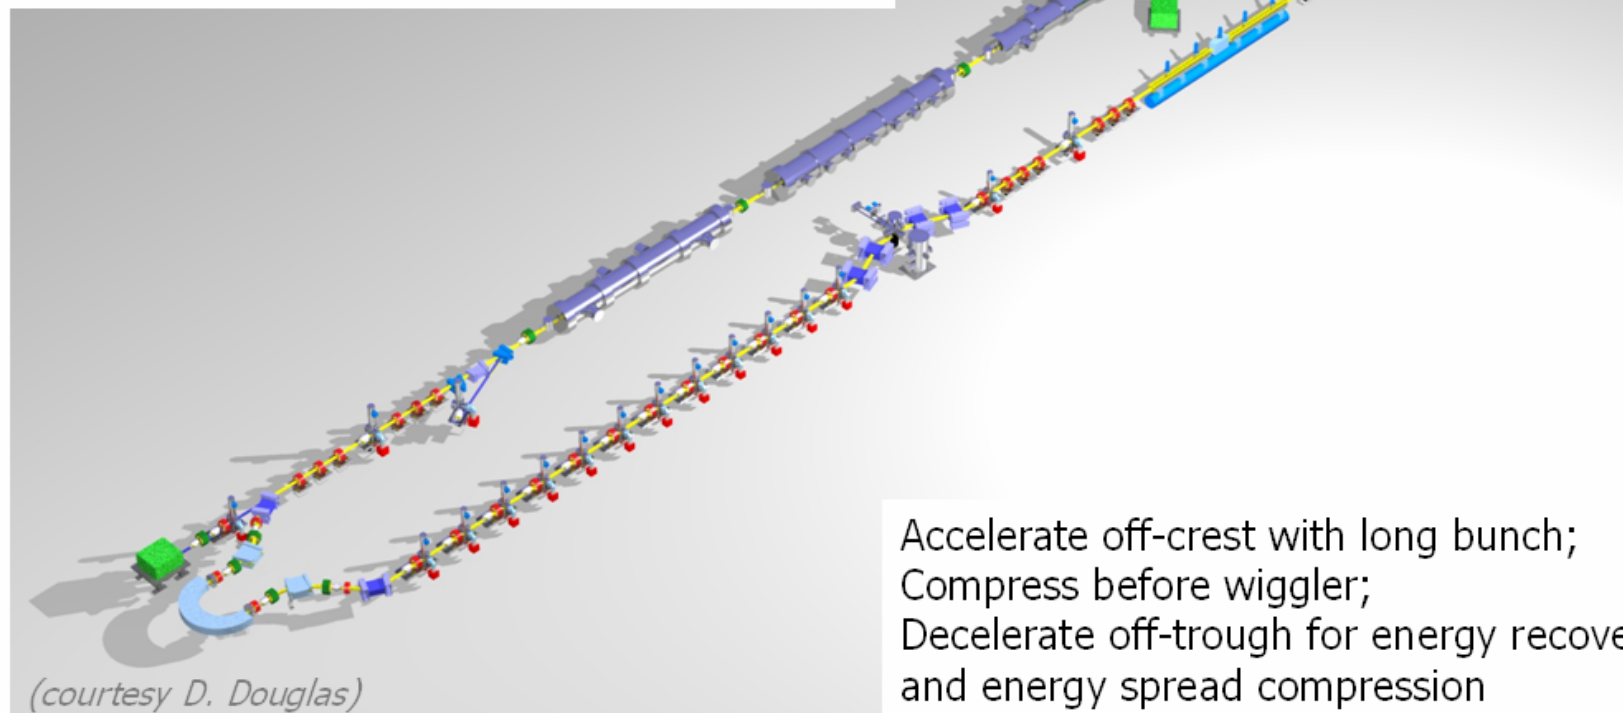 Accelerate off-crest with long bunch;
Compress before wiggler;
Decelerate off-trough for energy recove
and energy spread compression
(courtesy D. Douglas)